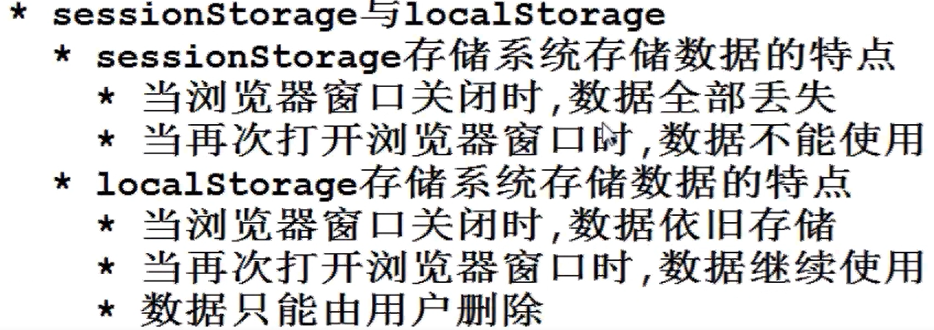 * sessionStorage与localStorage
* sessionStorage存储系统存储数据的特点
* 当浏览器窗口关闭时,数据全部丢失
* 当再次打开浏览器窗口时,数据不能使用
* localStorage存储系统存储数据的特点
* 当浏览器窗口关闭时,数据依旧存储
* 当再次打开浏览器窗口时,数据继续使用
* 数据只能由用户删除